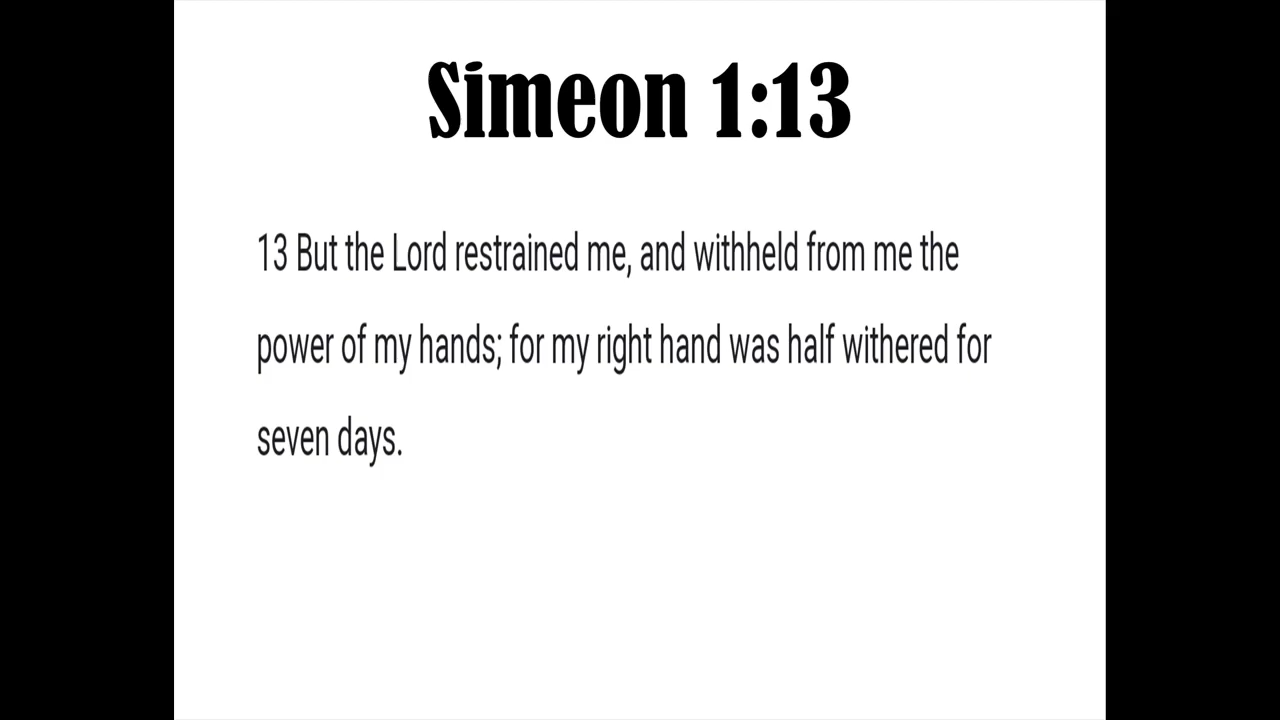 Simeon 1:13
13 But the Lord restrained me, and withheld from me the
power of my hands; for my right hand was half withered for
seven days.